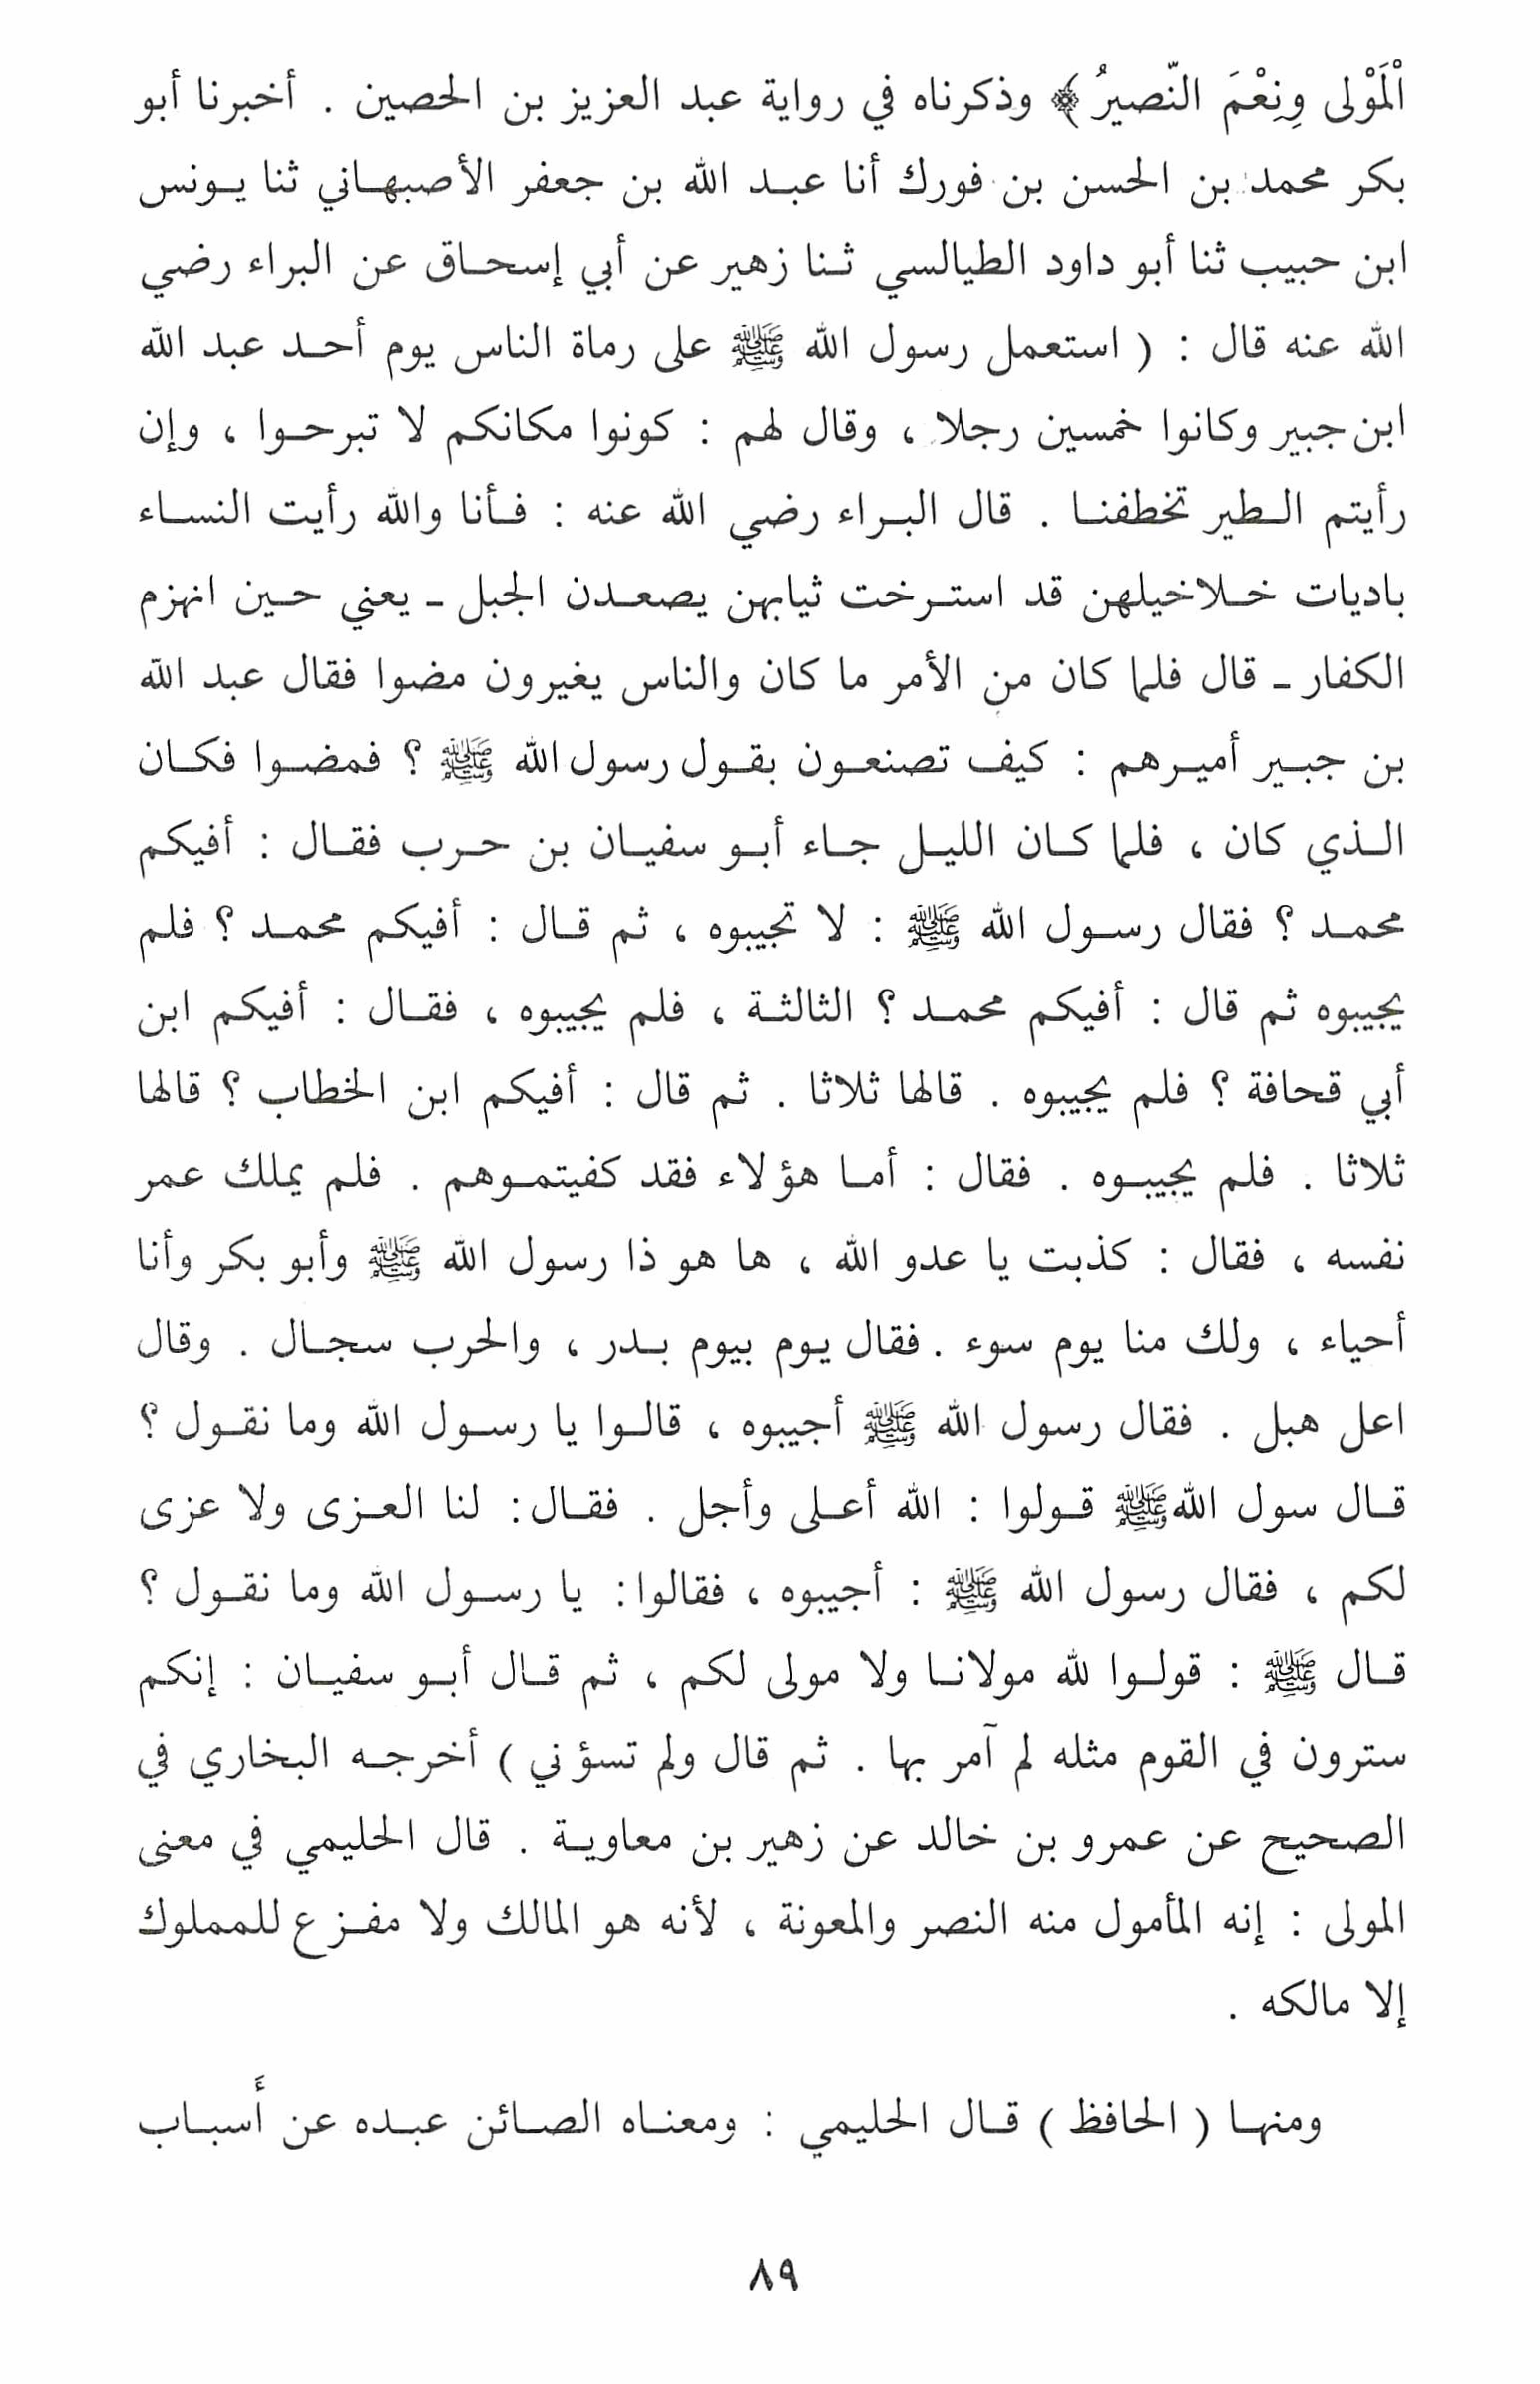 اْلَمَوْلى وِنِعْمَ النّصيرُ ﴾ وذكرناه في رواية عبد العزيز بن الحصين . أخبرنا أبو
بكر محمد بن الحسن بن فورك أنا عبد الله بن جعفر الأصبهاني ثنا يونس
ابن حبيب ثنا أبو داود الطيالسي ثنا زهير عن أبي إسحاق عن البراء رضي
الله عنه قال : ( استعمل رسول الله ﷺ على رماة الناس يوم أحد عبد الله
ابن جبير وكانوا خمسين رجلا ، وقال لهم : كونوا مكانكم لا تبرحوا ، وإن
رأيتم الطير تخطفنا . قال البراء رضي الله عنه : فأنا والله رأيت النساء
باديات خلاخيلهن قد استرخت ثيابهن يصعدن الجبل - يعني حين انهزم
الكفار - قال فلما كان من الأمر ما كان والناس يغيرون مضوا فقال عبد الله
بن جبير أميرهم : كيف تصنعون بقول رسول الله ﷺ ؟ فمضوا فكان
الذي كان ، فلما كان الليل جاء أبو سفيان بن حرب فقال : أفيكم
محمد ؟ فقال رسول الله ﷺ : لا تجيبوه ، ثم قال : أفيكم محمد ؟ فلم
يجيبوه ثم قال : أفيكم محمد ؟ الثالثة ، فلم يجيبوه ، فقال : أفيكم ابن
أبي قحافة ؟ فلم يجيبوه . قالها ثلاثا . ثم قال : أفيكم ابن الخطاب ؟ قالها
ثلاثا . فلم يجيبوه . فقال : أما هؤلاء فقد كفيتموهم . فلم يملك عمر
نفسه ، فقال : كذبت يا عدو الله ، ها هو ذا رسول الله ﷺ وأبو بكر وأنا
أحياء ، ولك منا يوم سوء . فقال يوم بيوم بدر ، والحرب سجال . وقال
اعل هبل . فقال رسول الله ﷺ أجيبوه ، قالوا يا رسول الله وما نقول ؟
قال سول الله ﷺ قولوا : الله أعلى وأجل . فقال : لنا العزى ولا عزى
لكم ، فقال رسول الله ﷺ : أجيبوه ، فقالوا : يا رسول الله وما نقول ؟
قال ﷺ : قولوا لله مولانا ولا مولى لكم ، ثم قال أبو سفيان : إنكم
سترون في القوم مثله لم آمر بها . ثم قال ولم تسؤني ) أخرجه البخاري في
الصحيح عن عمرو بن خالد عن زهير بن معاوية . قال الحليمي في معنى
المولى : إنه المأمول منه النصر والمعونة ، لأنه هو المالك ولا مفزع للمملوك
إلا مالكه .
ومنها ( الحافظ ) قال الحليمي : ومعناه الصائن عبده عن أَسباب
٨٩